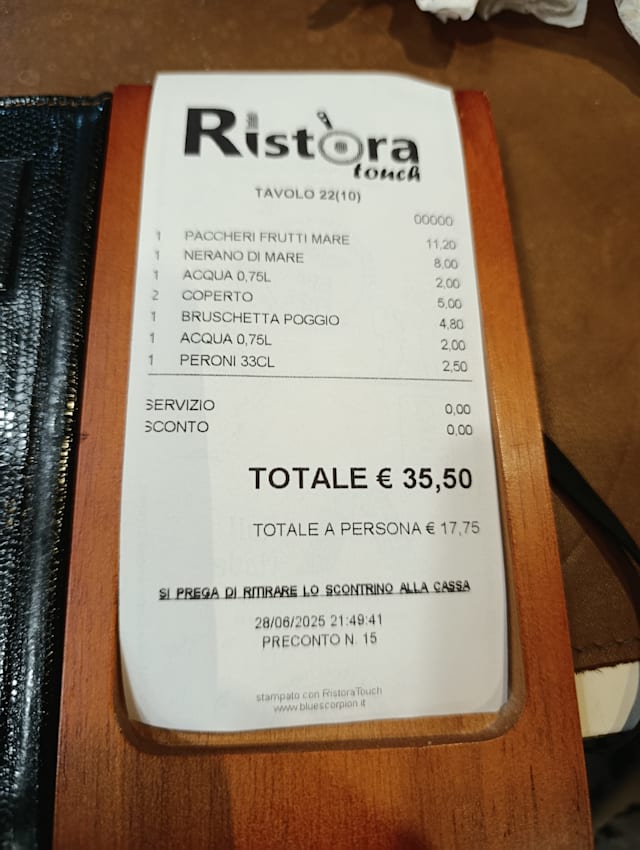 Ristora
touch
TAVOLO 22(10)
00000
1 PACCHERI FRUTTI MARE 11,20
1 NERANO DI MARE 8,00
1 ACQUA 0,75L 2,00
2 COPERTO 5,00
1 BRUSCHETTA POGGIO 4,80
1 ACQUA 0,75L 2,00
1 PERONI 33CL 2,50
SERVIZIO 0,00
SCONTO 0,00
TOTALE € 35,50
TOTALE A PERSONA € 17,75
SI PREGA DI RITIRARE LO SCONTRINO ALLA CASSA
28/06/2025 21:49:41
PRECONTO N. 15
stampato con RistoraTouch
www.bluescorpion.it